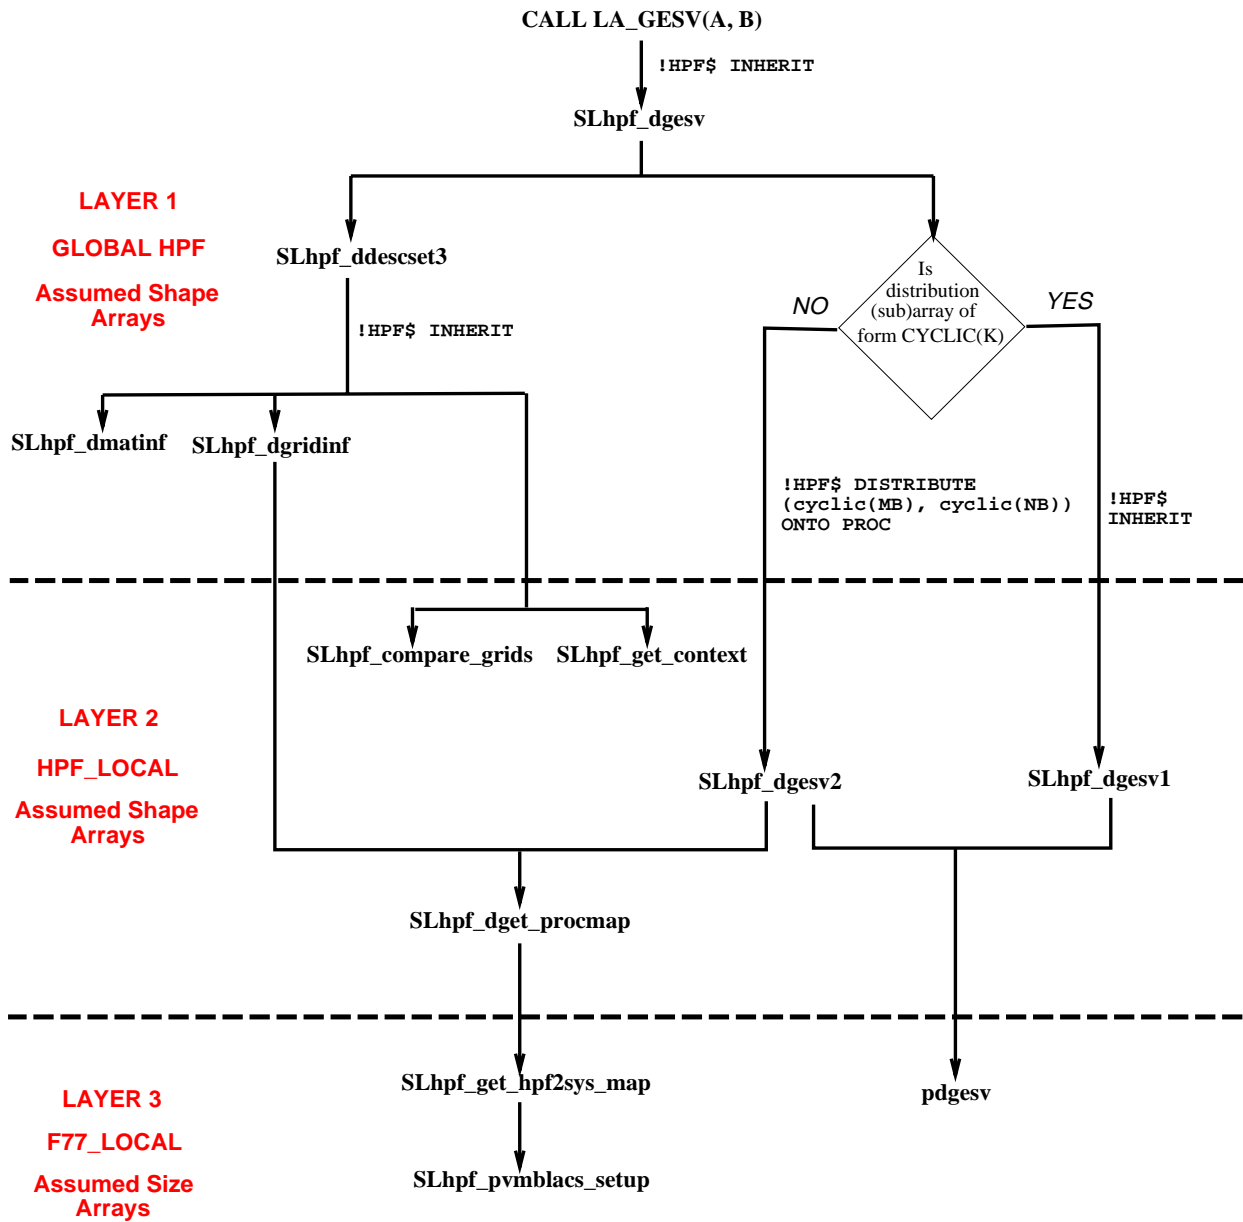 CALL LA_GESV(A, B)
!HPF$ INHERIT
SLhpf_dgesv
LAYER 1
GLOBAL HPF
Assumed Shape
Arrays
SLhpf_ddescset3
Is
distribution
(sub)array of
form CYCLIC(K)
NO
YES
!HPF$ INHERIT
SLhpf_dmatinf
SLhpf_dgridinf
!HPF$ DISTRIBUTE
(cyclic(MB), cyclic(NB))
ONTO PROC
!HPF$
INHERIT
SLhpf_compare_grids
SLhpf_get_context
LAYER 2
HPF_LOCAL
Assumed Shape
Arrays
SLhpf_dgesv2
SLhpf_dgesv1
SLhpf_dget_procmap
LAYER 3
F77_LOCAL
Assumed Size
Arrays
SLhpf_get_hpf2sys_map
pdgesv
SLhpf_pvmblacs_setup